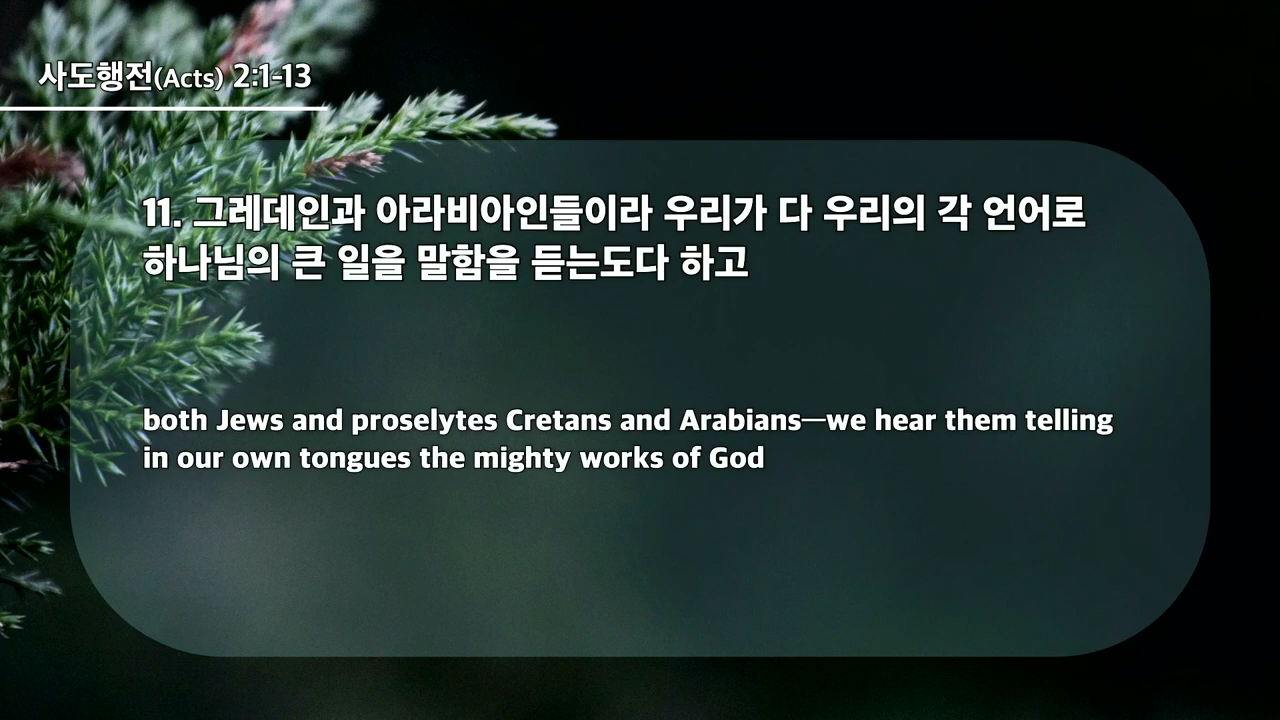 사도행전(Acts) 2:1-13
11. 그레데인과 아라비아인들이라 우리가 다 우리의 각 언어로
하나님의 큰 일을 말함을 듣는도다 하고
both Jews and proselytes Cretans and Arabians—we hear them telling
in our own tongues the mighty works of God